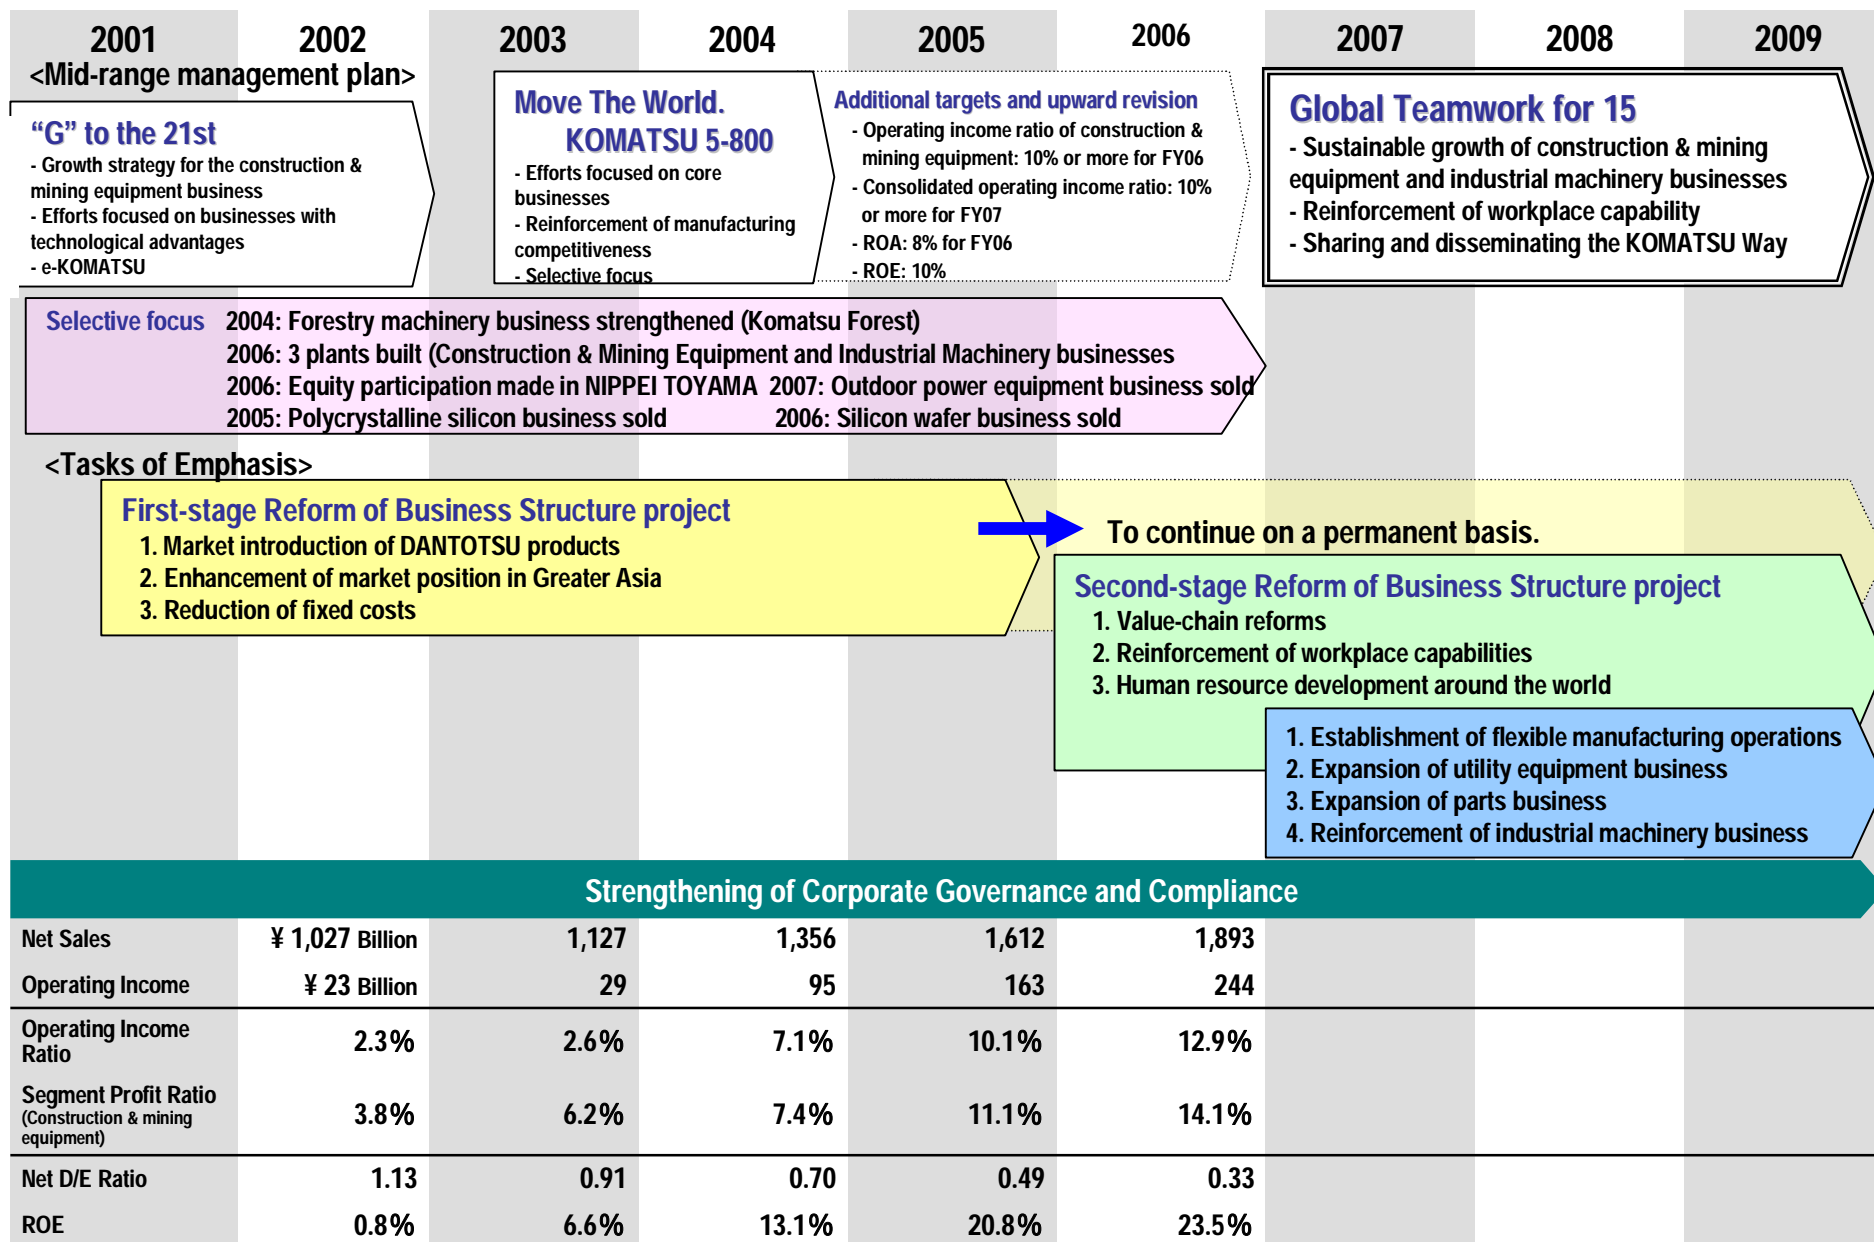 2001 2002 2003 2004 2005 2006 2007 2008 2009
<Mid-range management plan>
“G” to the 21st
- Growth strategy for the construction &
mining equipment business
- Efforts focused on businesses with
technological advantages
- e-KOMATSU
Move The World.
KOMATSU 5-800
- Efforts focused on core
businesses
- Reinforcement of manufacturing
competitiveness
- Selective focus
Additional targets and upward revision
- Operating income ratio of construction &
mining equipment: 10% or more for FY06
- Consolidated operating income ratio: 10%
or more for FY07
- ROA: 8% for FY06
- ROE: 10%
Global Teamwork for 15
- Sustainable growth of construction & mining
equipment and industrial machinery businesses
- Reinforcement of workplace capability
- Sharing and disseminating the KOMATSU Way
Selective focus 2004: Forestry machinery business strengthened (Komatsu Forest)
2006: 3 plants built (Construction & Mining Equipment and Industrial Machinery businesses
2006: Equity participation made in NIPPEI TOYAMA 2007: Outdoor power equipment business sold
2005: Polycrystalline silicon business sold 2006: Silicon wafer business sold
<Tasks of Emphasis>
First-stage Reform of Business Structure project
1. Market introduction of DANTOTSU products
2. Enhancement of market position in Greater Asia
3. Reduction of fixed costs
To continue on a permanent basis.
Second-stage Reform of Business Structure project
1. Value-chain reforms
2. Reinforcement of workplace capabilities
3. Human resource development around the world
1. Establishment of flexible manufacturing operations
2. Expansion of utility equipment business
3. Expansion of parts business
4. Reinforcement of industrial machinery business
Strengthening of Corporate Governance and Compliance
Net Sales ¥ 1,027 Billion 1,127 1,356 1,612 1,893
Operating Income ¥ 23 Billion 29 95 163 244
Operating Income
Ratio 2.3% 2.6% 7.1% 10.1% 12.9%
Segment Profit Ratio
(Construction & mining
equipment) 3.8% 6.2% 7.4% 11.1% 14.1%
Net D/E Ratio 1.13 0.91 0.70 0.49 0.33
ROE 0.8% 6.6% 13.1% 20.8% 23.5%